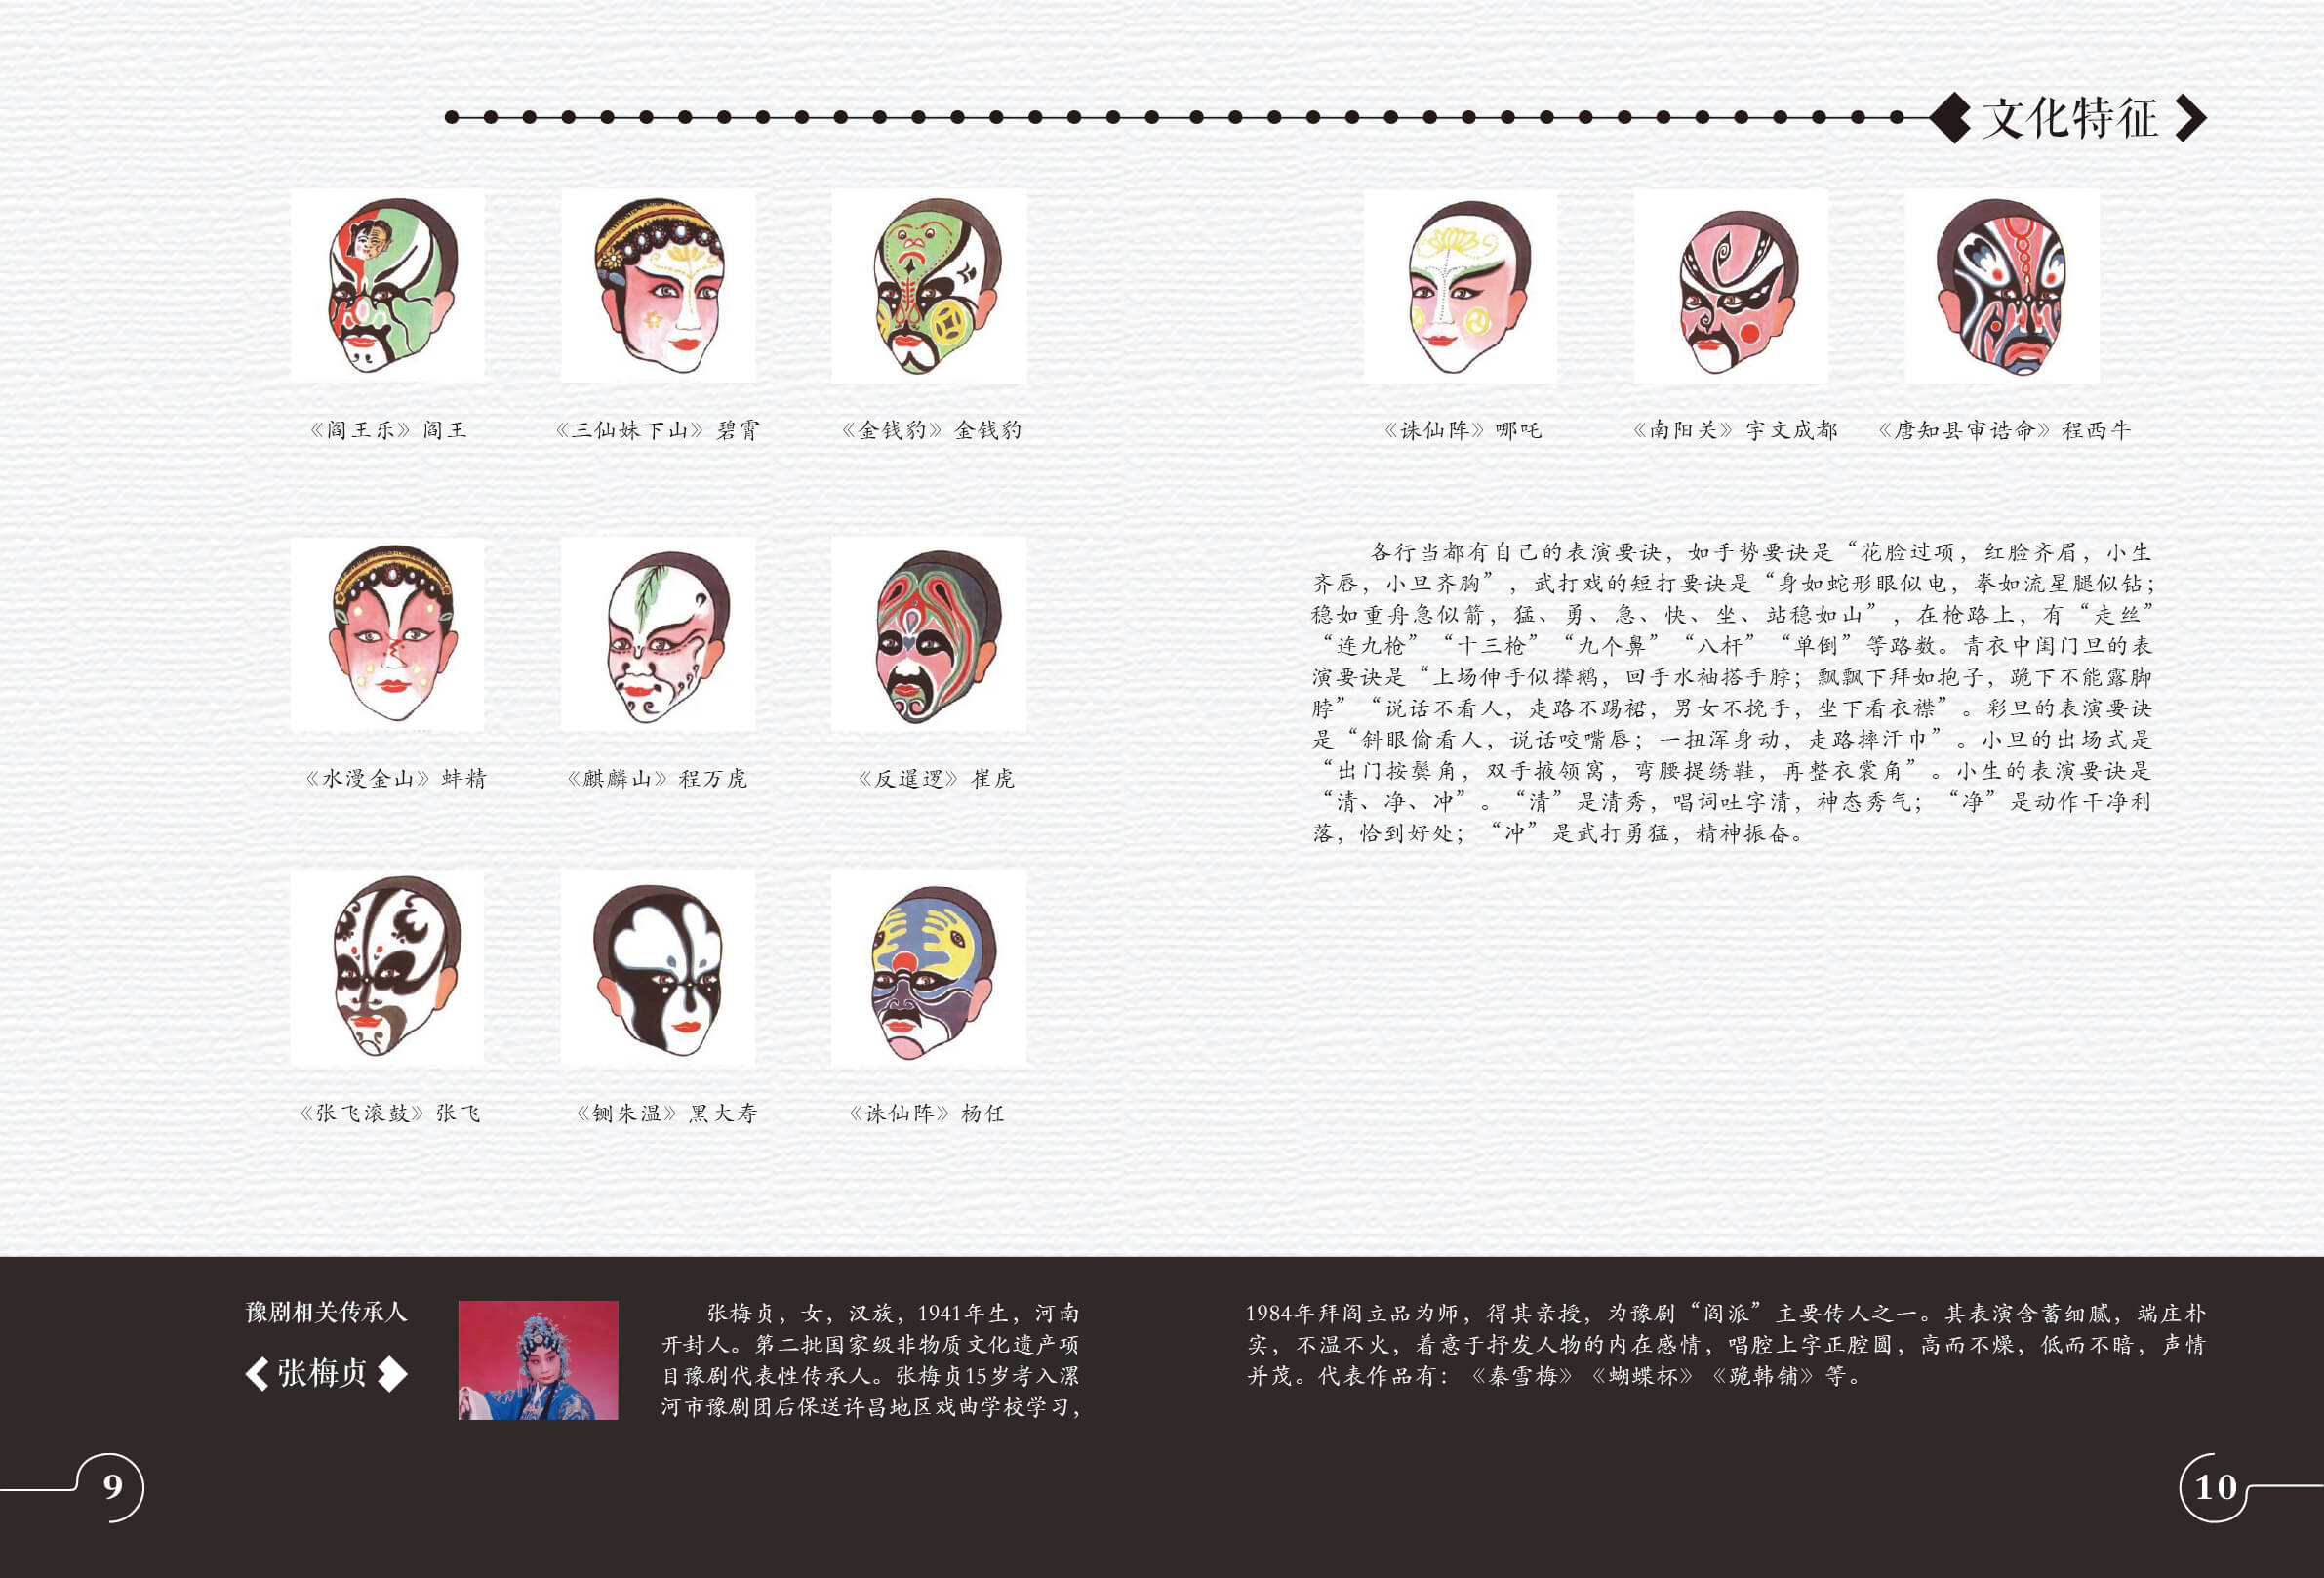 文化特征
《阎王乐》阎王
《三仙妹下山》碧霄
《金钱豹》金钱豹
《水漫金山》蚌精
《麒麟山》程万虎
《反暹逻》崔虎
《张飞滚鼓》张飞
《铡朱温》黑大寿
《诛仙阵》杨任
《诛仙阵》哪吒
《南阳关》宇文成都
《唐知县审诰命》程西牛
各行当都有自己的表演要诀，如手势要诀是“花脸过项，红脸齐眉，小生
齐唇，小旦齐胸”，武打戏的短打要诀是“身如蛇形眼似电，拳如流星腿似钻；
稳如重舟急似箭，猛、勇、急、快、坐、站稳如山”，在枪路上，有“走丝”
“连九枪”“十三枪”“九个鼻”“八杆”“单倒”等路数。青衣中闺门旦的表
演要诀是“上场伸手似撵鹅，回手水袖搭手脖；飘飘下拜如抱子，跪下不能露脚
脖”“说话不看人，走路不踢裙，男女不挽手，坐下看衣襟”。彩旦的表演要诀
是“斜眼偷看人，说话咬嘴唇；一扭浑身动，走路摔汗巾”。小旦的出场式是
“出门按鬓角，双手掖领窝，弯腰提绣鞋，再整衣裳角”。小生的表演要诀是
“清、净、冲”。“清”是清秀，唱词吐字清，神态秀气；“净”是动作干净利
落，恰到好处；“冲”是武打勇猛，精神振奋。
豫剧相关传承人
张梅贞
张梅贞，女，汉族，1941年生，河南
开封人。第二批国家级非物质文化遗产项
目豫剧代表性传承人。张梅贞15岁考入漯
河市豫剧团后保送许昌地区戏曲学校学习，
1984年拜阎立品为师，得其亲授，为豫剧“阎派”主要传人之一。其表演含蓄细腻，端庄朴
实，不温不火，着意于抒发人物的内在感情，唱腔上字正腔圆，高而不燥，低而不暗，声情
并茂。代表作品有：《秦雪梅》《蝴蝶杯》《跪韩铺》等。
9
10